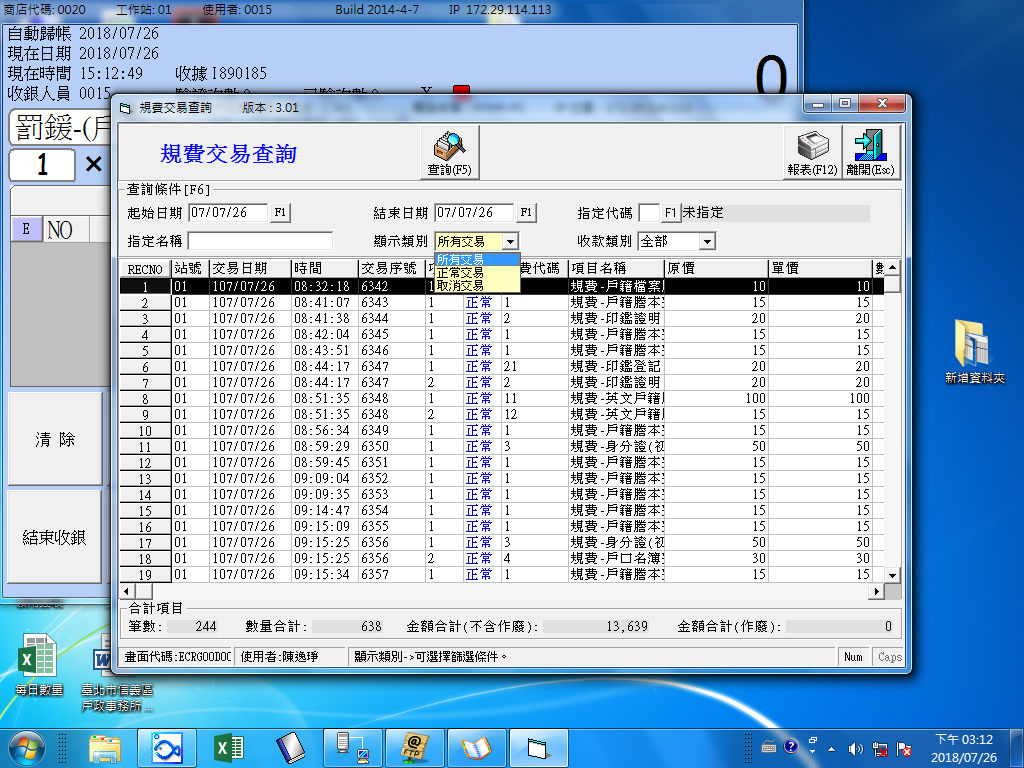 商店代碼: 0020 工作站: 01 使用者: 0015 Build 2014-4-7 IP 172.29.114.113
自動歸帳 2018/07/26
現在日期 2018/07/26
現在時間 15:12:49 收據 I890185
收銀人員 0015
0
罰鍰-(戶
1 ×
E NO
清 除
結束收銀
規費交易查詢 版本 : 3.01
規費交易查詢
查詢(F5)
報表(F12)
離開(Esc)
查詢條件[F6]
起始日期 07/07/26 F1 結束日期 07/07/26 F1 指定代碼 F1 未指定
指定名稱 顯示類別 所有交易 收款類別 全部
所有交易
正常交易
取消交易
RECNO 站號 交易日期 時間 交易序號 費代碼 項目名稱 原價 單價
1 01 107/07/26 08:32:18 6342 1 規費-戶籍檔案 10 10
2 01 107/07/26 08:41:07 6343 1 正常 1 規費-戶籍謄本 15 15
3 01 107/07/26 08:41:38 6344 1 正常 2 規費-印鑑證明 20 20
4 01 107/07/26 08:42:04 6345 1 正常 1 規費-戶籍謄本 15 15
5 01 107/07/26 08:43:51 6346 1 正常 1 規費-戶籍謄本 15 15
6 01 107/07/26 08:44:17 6347 1 正常 21 規費-印鑑登記 20 20
7 01 107/07/26 08:44:17 6347 2 正常 2 規費-印鑑證明 20 20
8 01 107/07/26 08:51:35 6348 1 正常 11 規費-英文戶籍 100 100
9 01 107/07/26 08:51:35 6348 2 正常 12 規費-英文戶籍 15 15
10 01 107/07/26 08:56:34 6349 1 正常 1 規費-戶籍謄本 15 15
11 01 107/07/26 08:59:29 6350 1 正常 3 規費-身分證(初 50 50
12 01 107/07/26 08:59:45 6351 1 正常 1 規費-戶籍謄本 15 15
13 01 107/07/26 09:09:04 6352 1 正常 1 規費-戶籍謄本 15 15
14 01 107/07/26 09:09:35 6353 1 正常 1 規費-戶籍謄本 15 15
15 01 107/07/26 09:14:47 6354 1 正常 1 規費-戶籍謄本 15 15
16 01 107/07/26 09:15:09 6355 1 正常 1 規費-戶籍謄本 15 15
17 01 107/07/26 09:15:25 6356 1 正常 3 規費-身分證(初 50 50
18 01 107/07/26 09:15:25 6356 2 正常 4 規費-戶口名簿 30 30
19 01 107/07/26 09:15:34 6357 1 正常 1 規費-戶籍謄本 15 15
合計項目
筆數: 244 數量合計: 638 金額合計(不含作廢): 13,639 金額合計(作廢): 0
畫面代碼:ECRG00D0 使用者:陳逸琤 顯示類別->可選擇篩選條件。 Num Caps
新增資料夾
每日數量
臺北市信義區
戶政事務所...
下午 03:12
2018/07/26